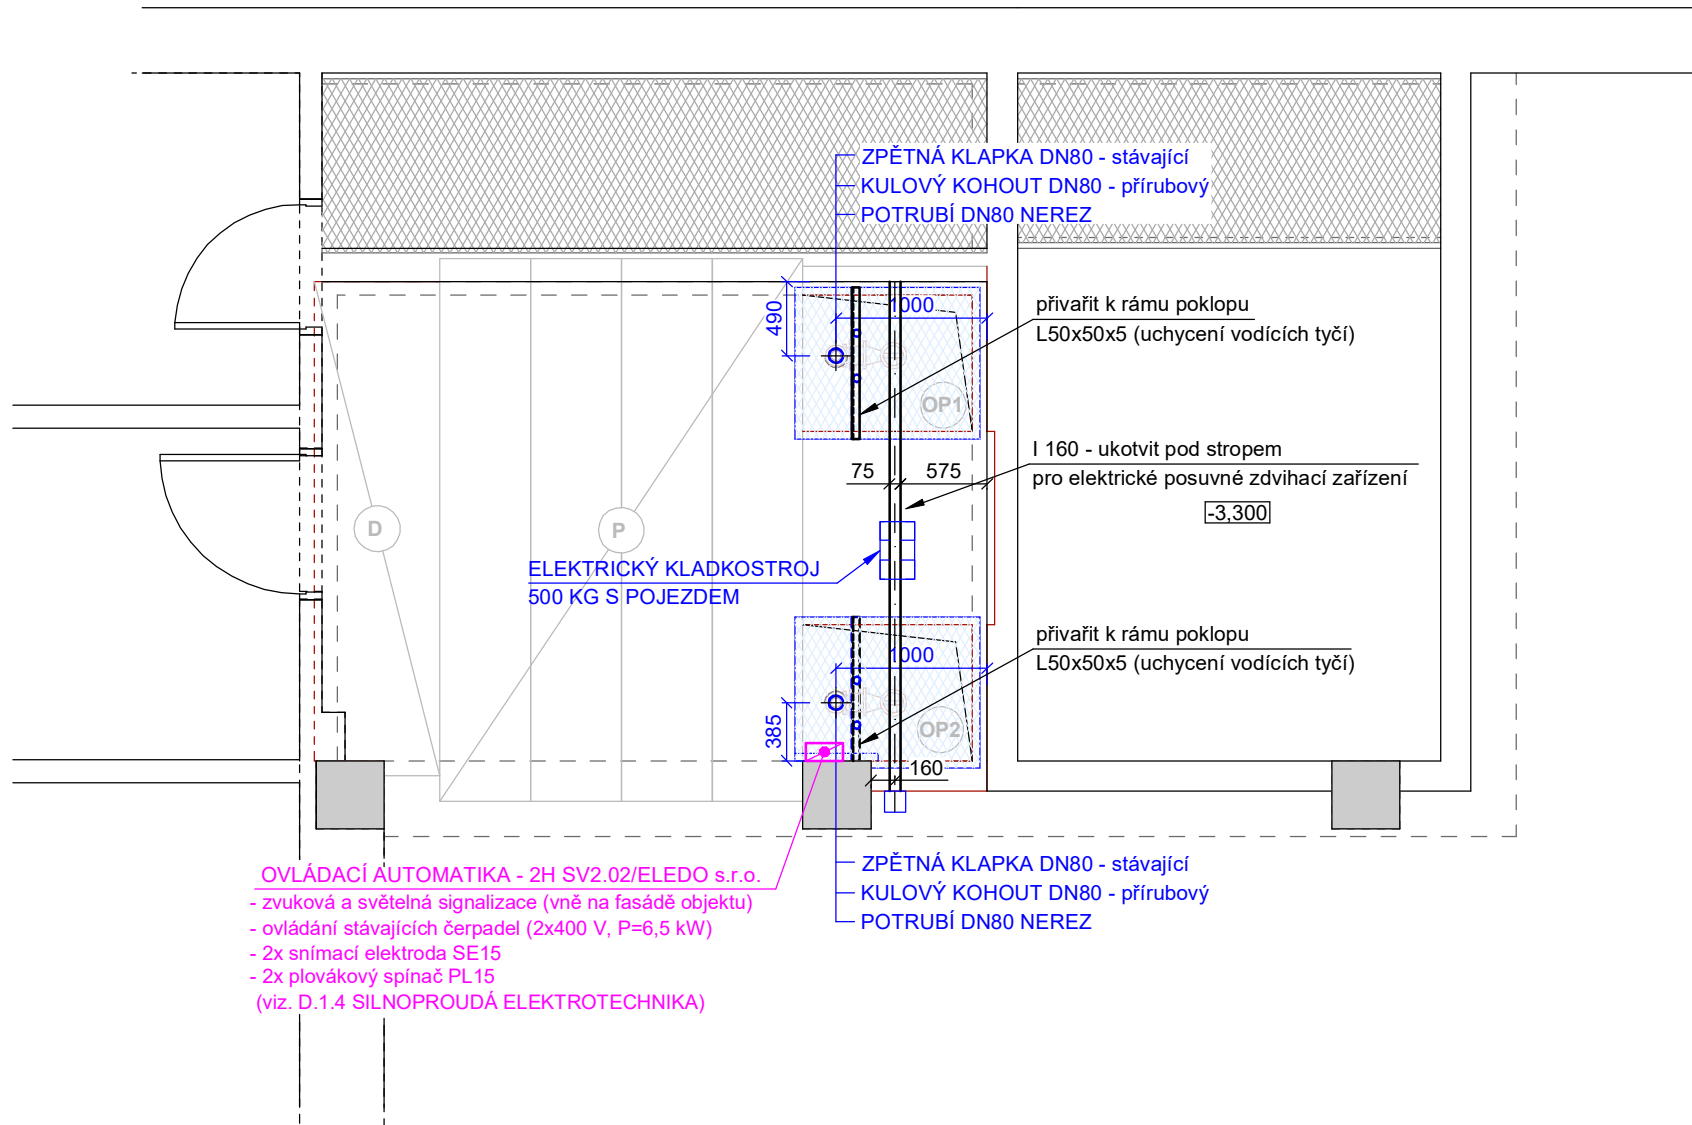 ZPĚTNÁ KLAPKA DN80 - stávající
KULOVÝ KOHOUT DN80 - přírubový
POTRUBÍ DN80 NEREZ
490
1000
přivařit k rámu poklopu
L50x50x5 (uchycení vodících tyčí)
OP1
I 160 - ukotvit pod stropem
pro elektrické posuvné zdvihací zařízení
75
575
-3,300
D
P
ELEKTRICKÝ KLADKOSTROJ
500 KG S POJEZDEM
přivařit k rámu poklopu
L50x50x5 (uchycení vodících tyčí)
1000
385
OP2
160
ZPĚTNÁ KLAPKA DN80 - stávající
KULOVÝ KOHOUT DN80 - přírubový
POTRUBÍ DN80 NEREZ
OVLÁDACÍ AUTOMATIKA - 2H SV2.02/ELEDO s.r.o.
- zvuková a světelná signalizace (vně na fasádě objektu)
- ovládání stávajících čerpadel (2x400 V, P=6,5 kW)
- 2x snímací elektroda SE15
- 2x plovákový spínač PL15
(viz. D.1.4 SILNOPROUDÁ ELEKTROTECHNIKA)